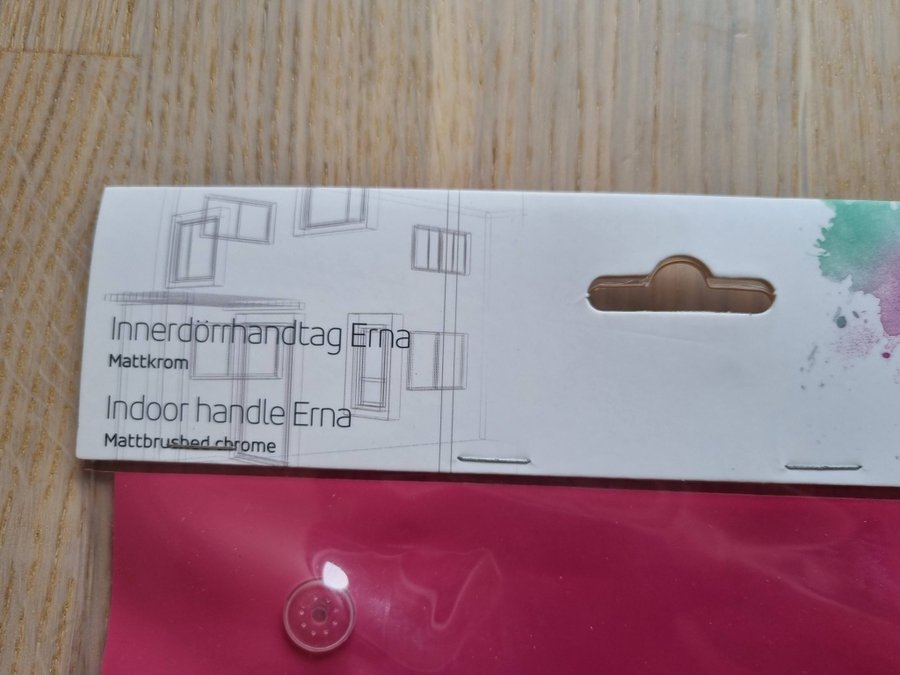 Innerdörrhandtag Erna
Mattkrom
Indoor handle Erna
Mattbrushed chrome